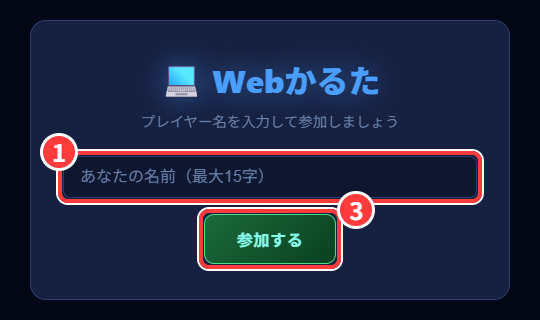 💻 Webかるた
プレイヤー名を入力して参加しましょう
1
あなたの名前（最大15字）
3
参加する